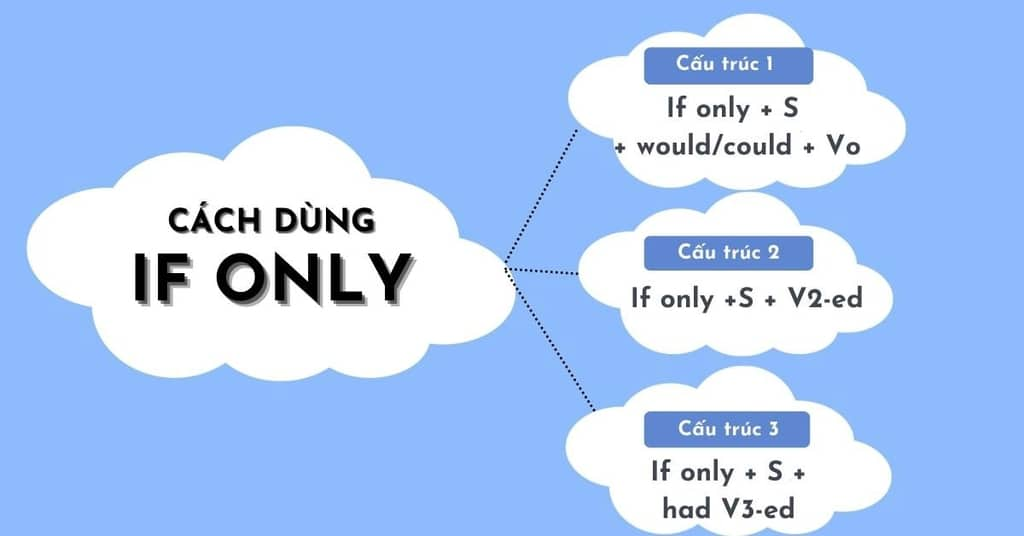 CÁCH DÙNG
IF ONLY
Cấu trúc 1
If only + S
+ would/could + Vo
Cấu trúc 2
If only +S + V2-ed
Cấu trúc 3
If only + S +
had V3-ed